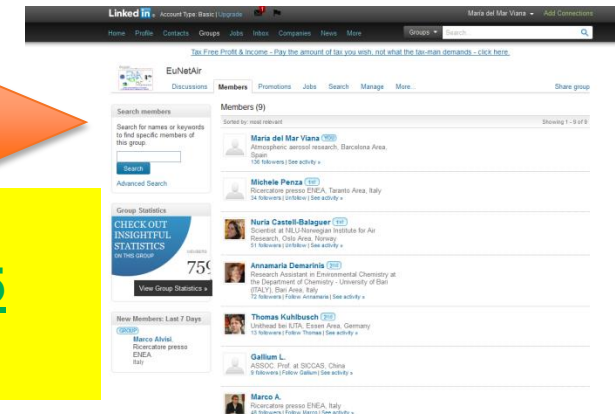 Linked in Account Type: Basic | Upgrade
Maria del Mar Viana Add Connections
Home Profile Contacts Groups Jobs Inbox Companies News More
Groups Search
Tax Free Profit & Income - Pay the amount of tax you wish, not what the tax-man demands - click here.
EuNetAir
Discussions Members Promotions Jobs Search Manage More...
Share group
Search members
Search for names or keywords
to find specific members of
this group.
Search
Advanced Search
Group Statistics
CHECK OUT
INSIGHTFUL
STATISTICS
ON THIS GROUP
75%
View Group Statistics »
New Members: Last 7 Days
GROUP
Marco Alvisi,
Ricercatore presso
ENEA
Italy
Members (9)
Sorted by: most relevant
Showing 1 - 9 of 9
Maria del Mar Viana YOU
Atmospheric aerosol research, Barcelona Area,
Spain
136 followers | See activity »
Michele Penza 1st
Ricercatore presso ENEA, Taranto Area, Italy
34 followers | Unfollow | See activity »
Nuria Castell-Balaguer 1st
Scientist at NILU-Norwegian Institute for Air
Research, Oslo Area, Norway
51 followers | Unfollow | See activity »
Annamaria Demarinis 2nd
Research Assistant in Environmental Chemistry at
the Department of Chemistry - University of Bari
(ITALY), Bari Area, Italy
72 followers | Follow Annamaria | See activity »
Thomas Kuhlbusch 2nd
Unithead bei IUTA, Essen Area, Germany
13 followers | Follow Thomas | See activity »
Gallium L.
ASSOC. Prof. at SICCAS, China
9 followers | Follow Gallium | See activity »
Marco A.
Ricercatore presso ENEA, Italy
48 followers | Follow Marco | See activity »